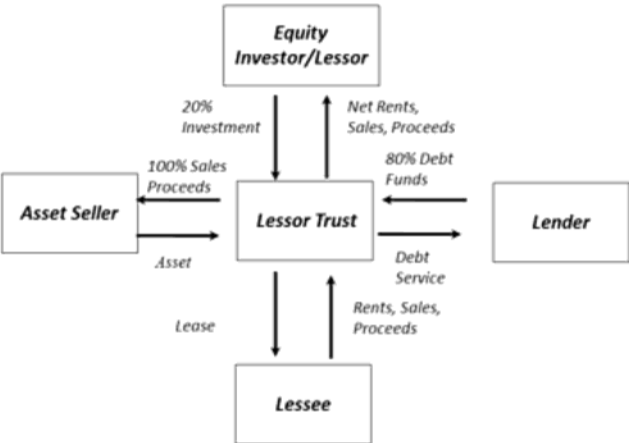 Equity
Investor/Lessor
20%
Investment
Net Rents,
Sales, Proceeds
100% Sales
Proceeds
80% Debt
Funds
Asset Seller
Lessor Trust
Lender
Asset
Debt
Service
Lease
Rents, Sales,
Proceeds
Lessee